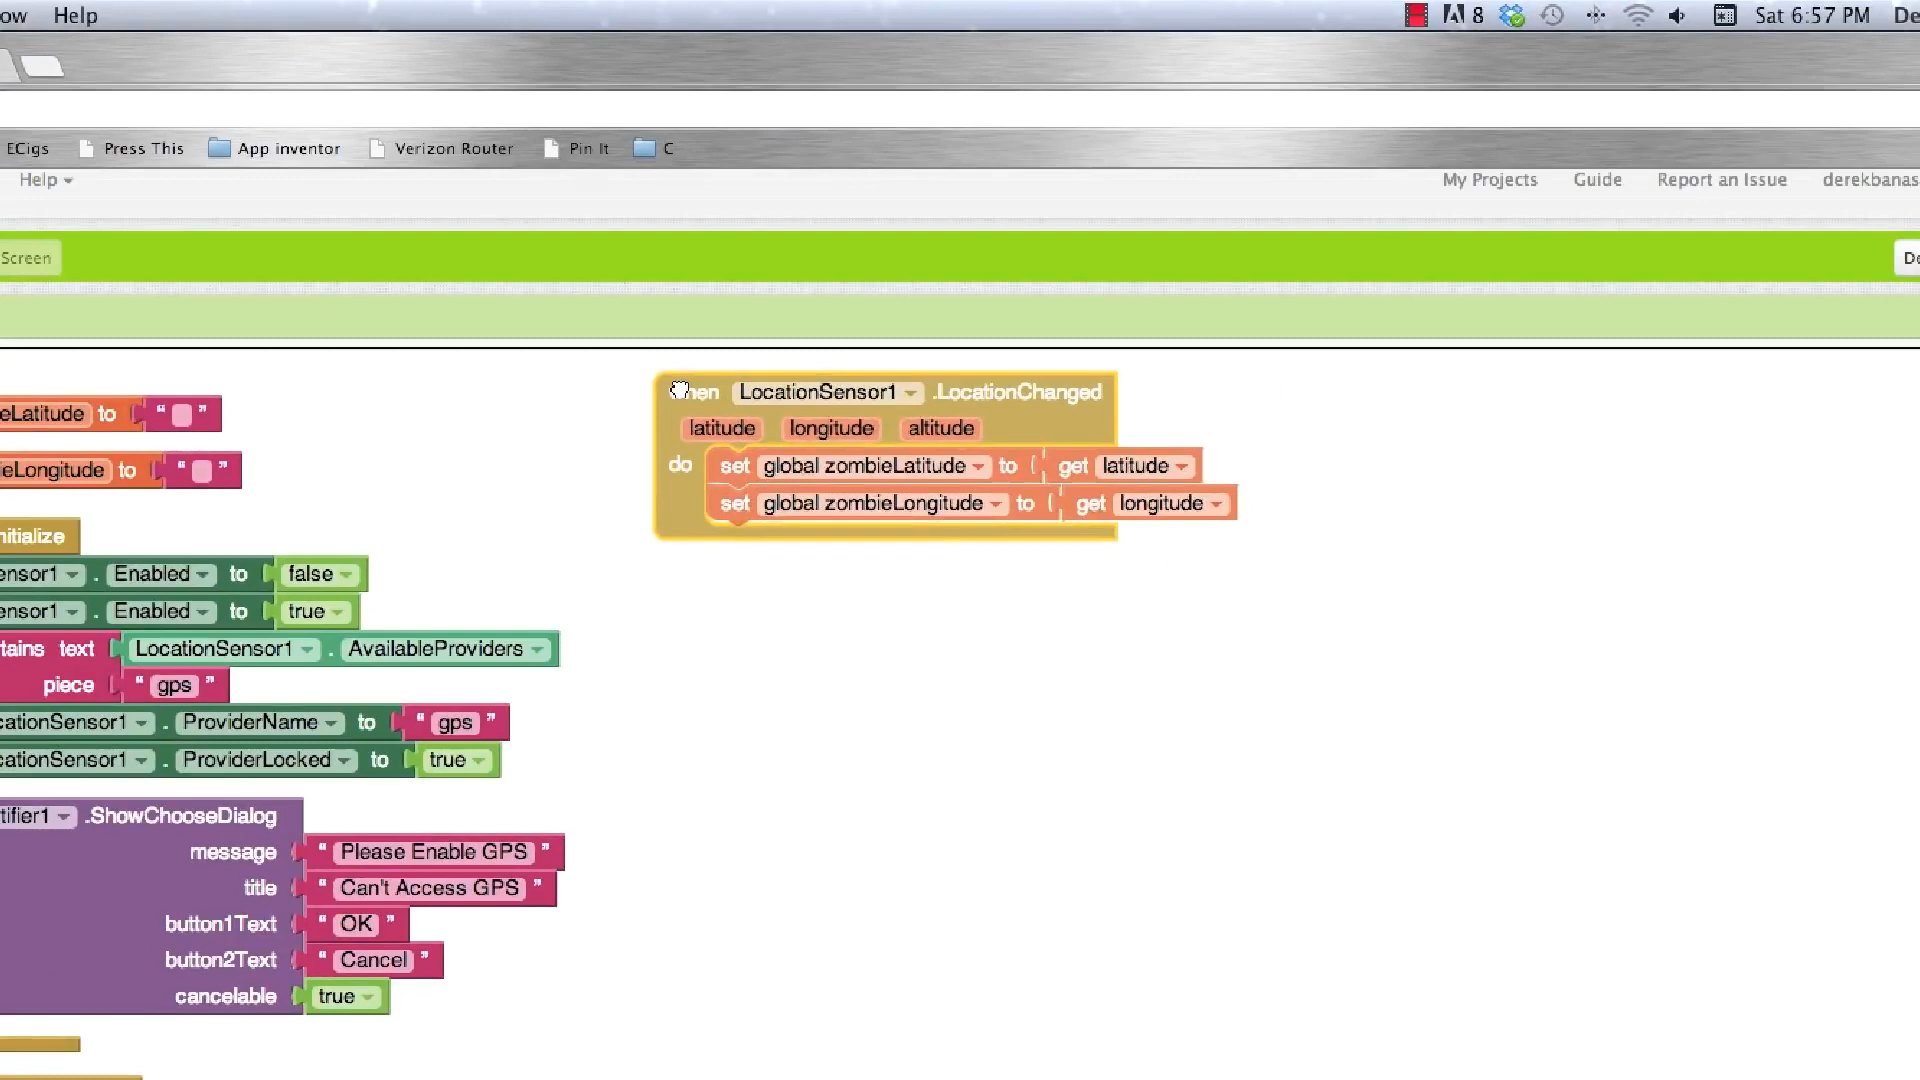 ow Help 8 Sat 6:57 PM De
ECigs Press This App inventor Verizon Router Pin It C
Help My Projects Guide Report an Issue derekbanas
Screen De
when LocationSensor1 .LocationChanged
eLatitude to " "
latitude longitude altitude
do set global zombieLatitude to get latitude
ieLongitude to " "
set global zombieLongitude to get longitude
nitialize
ensor1 . Enabled to false
ensor1 . Enabled to true
tains text LocationSensor1 . AvailableProviders
piece " gps "
cationSensor1 . ProviderName to " gps "
cationSensor1 . ProviderLocked to true
tifier1 .ShowChooseDialog
message " Please Enable GPS "
title " Can't Access GPS "
button1Text " OK "
button2Text " Cancel "
cancelable true